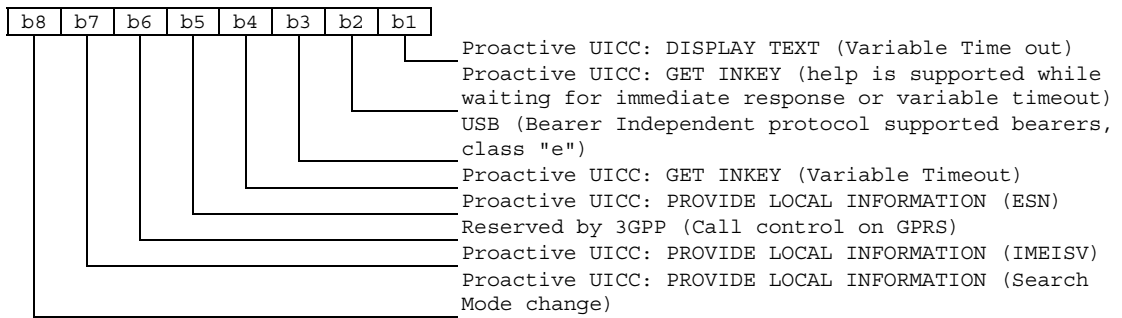 b8 b7 b6 b5 b4 b3 b2 b1
Proactive UICC: DISPLAY TEXT (Variable Time out)
Proactive UICC: GET INKEY (help is supported while
waiting for immediate response or variable timeout)
USB (Bearer Independent protocol supported bearers,
class "e")
Proactive UICC: GET INKEY (Variable Timeout)
Proactive UICC: PROVIDE LOCAL INFORMATION (ESN)
Reserved by 3GPP (Call control on GPRS)
Proactive UICC: PROVIDE LOCAL INFORMATION (IMEISV)
Proactive UICC: PROVIDE LOCAL INFORMATION (Search
Mode change)